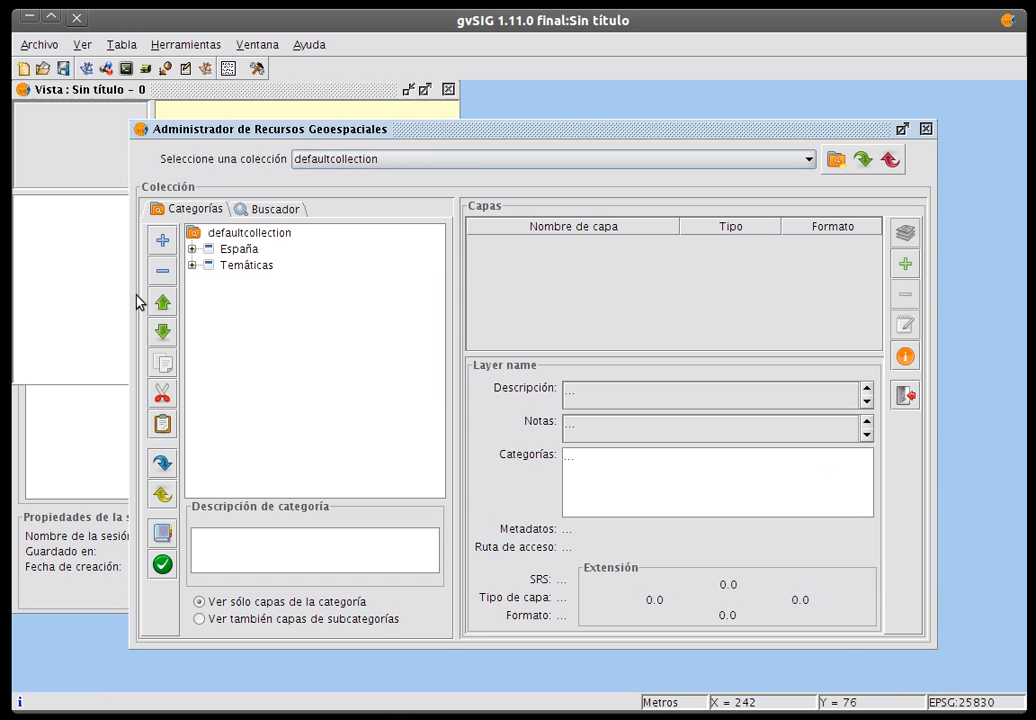 gvSIG 1.11.0 final:Sin título
Archivo Ver Tabla Herramientas Ventana Ayuda
Vista : Sin título - 0
Administrador de Recursos Geoespaciales
Seleccione una colección defaultcollection
Colección
Categorías Buscador
defaultcollection
España
Temáticas
Descripción de categoría
Ver sólo capas de la categoría
Ver también capas de subcategorías
Capas
Nombre de capa Tipo Formato
Layer name
Descripción: ...
Notas: ...
Categorías: ...
Metadatos: ...
Ruta de acceso: ...
SRS: ...
Tipo de capa: ...
Formato: ...
Extensión
0.0
0.0 0.0
0.0
Propiedades de la s
Nombre de la sesión
Guardado en:
Fecha de creación:
Metros X = 242 Y = 76 EPSG:25830